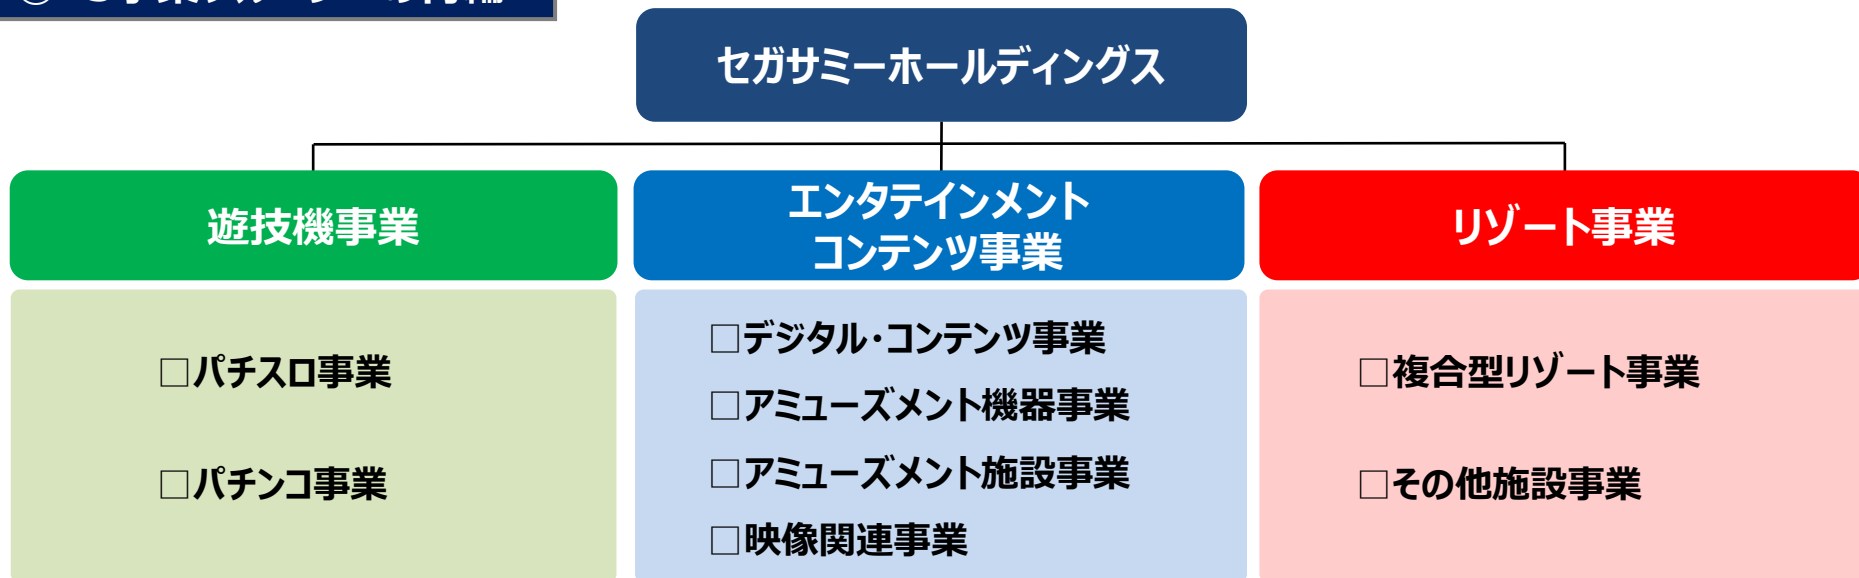 セガサミーホールディングス
遊技機事業
エンタテインメント
コンテンツ事業
リゾート事業
□パチスロ事業
□パチンコ事業
□デジタル・コンテンツ事業
□アミューズメント機器事業
□アミューズメント施設事業
□映像関連事業
□複合型リゾート事業
□その他施設事業